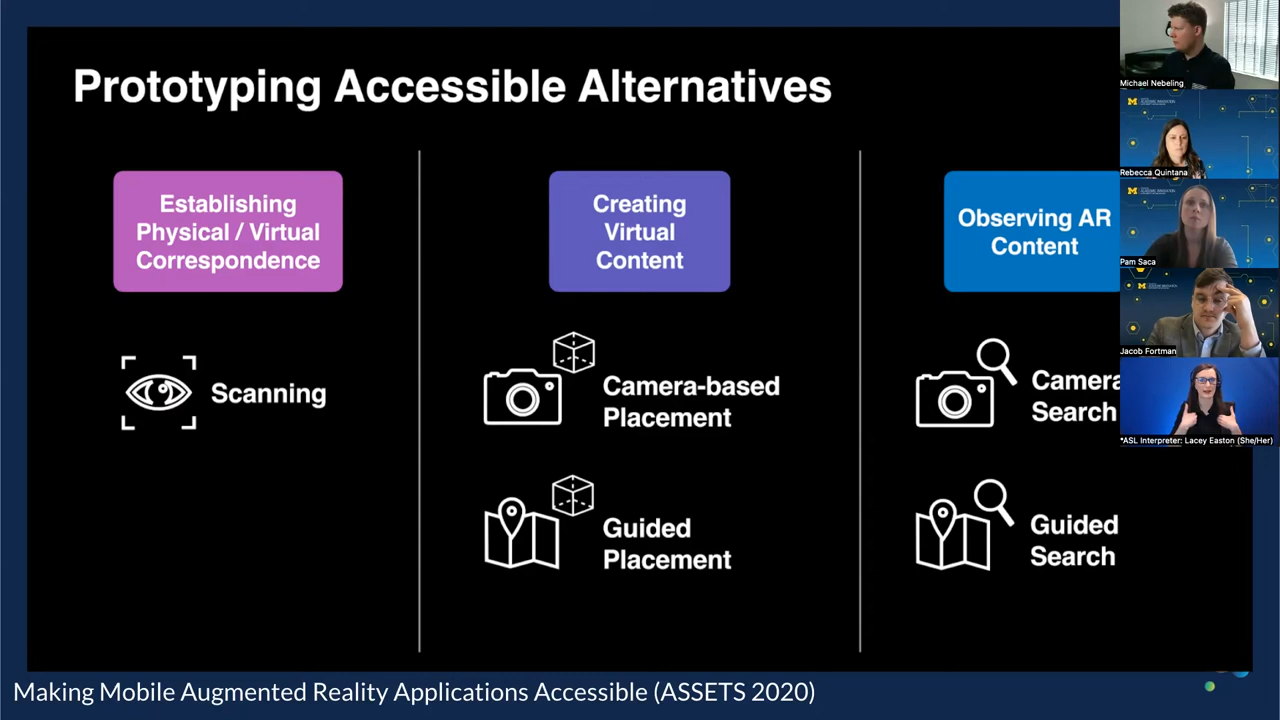 Prototyping Accessible Alternatives
Establishing
Physical / Virtual
Correspondence
Scanning
Creating
Virtual
Content
Camera-based
Placement
Guided
Placement
Observing AR
Content
Camera
Search
Guided
Search
Making Mobile Augmented Reality Applications Accessible (ASSETS 2020)
Michael Nebeling
Rebecca Quintana
Pam Saca
Jacob Fortman
*ASL Interpreter: Lacey Easton (She/Her)